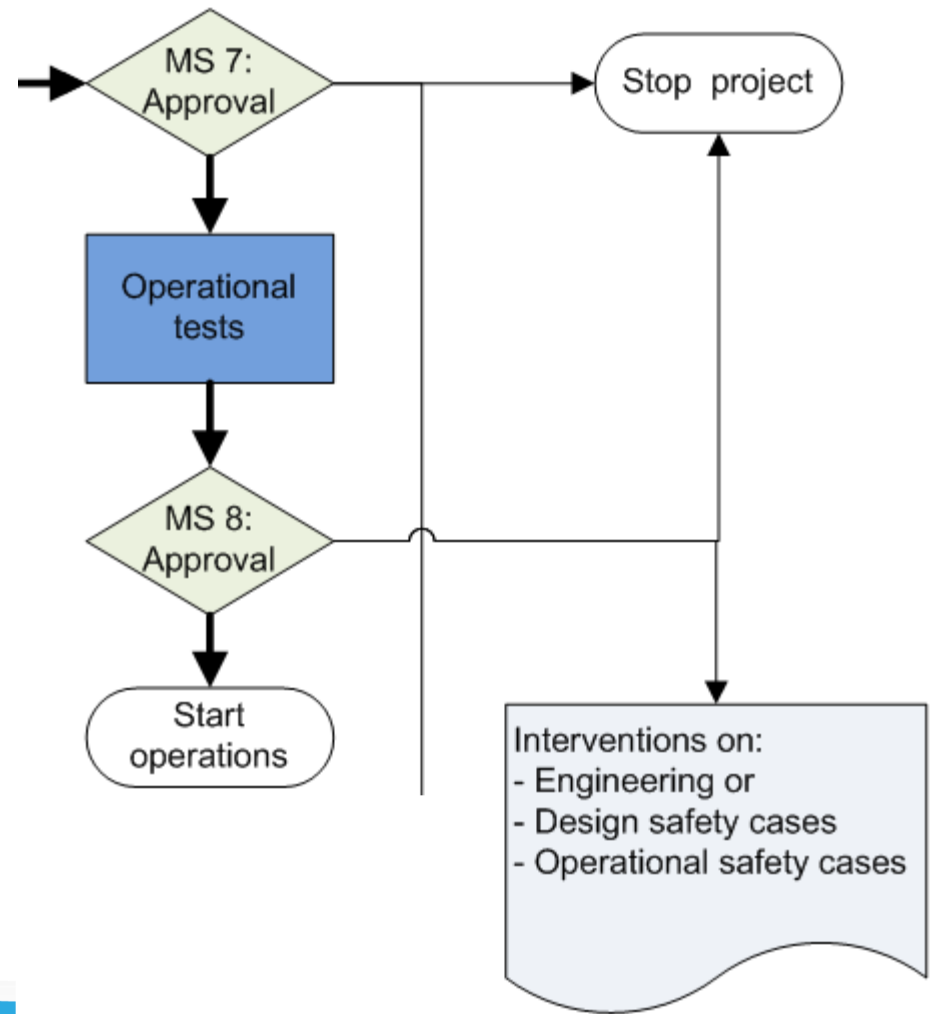 MS 7:
Approval
Stop project
Operational
tests
MS 8:
Approval
Start
operations
Interventions on:
- Engineering or
- Design safety cases
- Operational safety cases